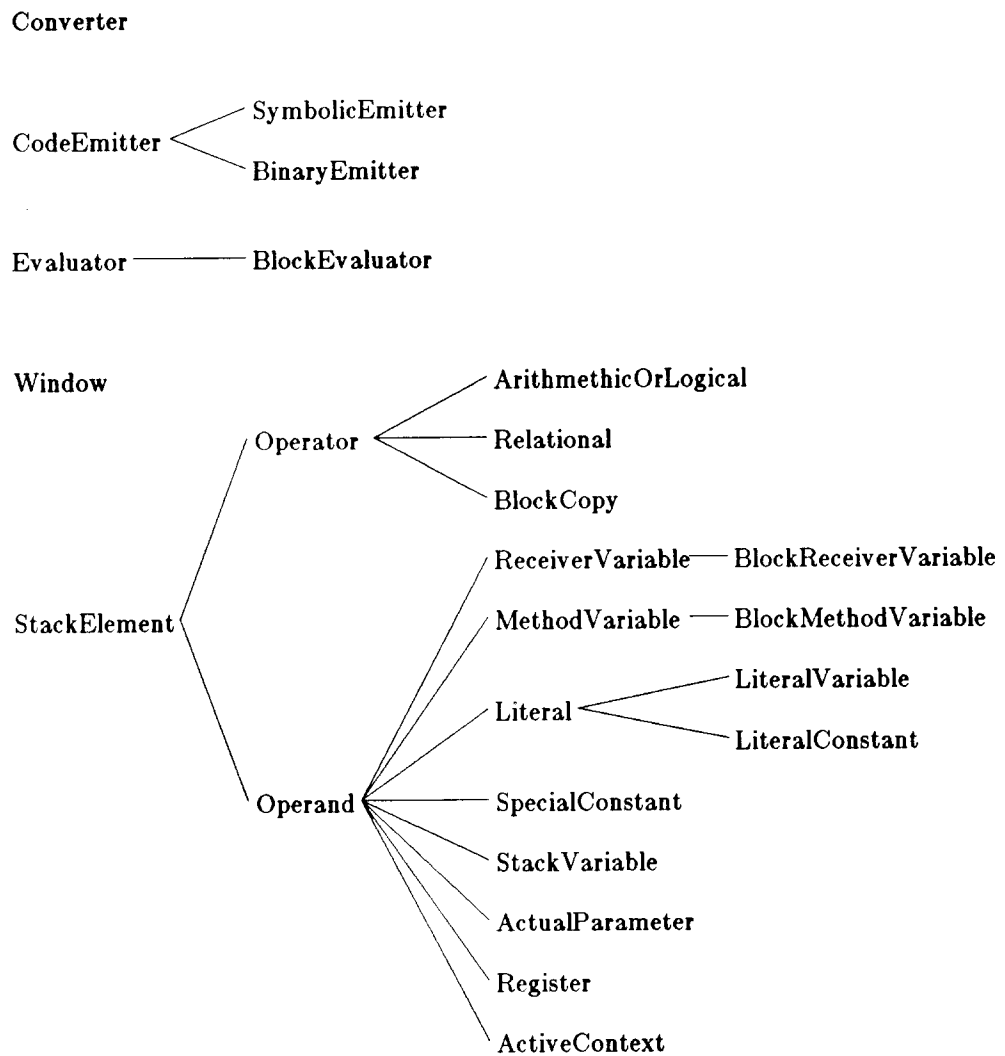 Converter
SymbolicEmitter
CodeEmitter
BinaryEmitter
Evaluator BlockEvaluator
Window ArithmethicOrLogical
Operator Relational
BlockCopy
ReceiverVariable BlockReceiverVariable
StackElement MethodVariable BlockMethodVariable
LiteralVariable
Literal
LiteralConstant
Operand SpecialConstant
StackVariable
ActualParameter
Register
ActiveContext